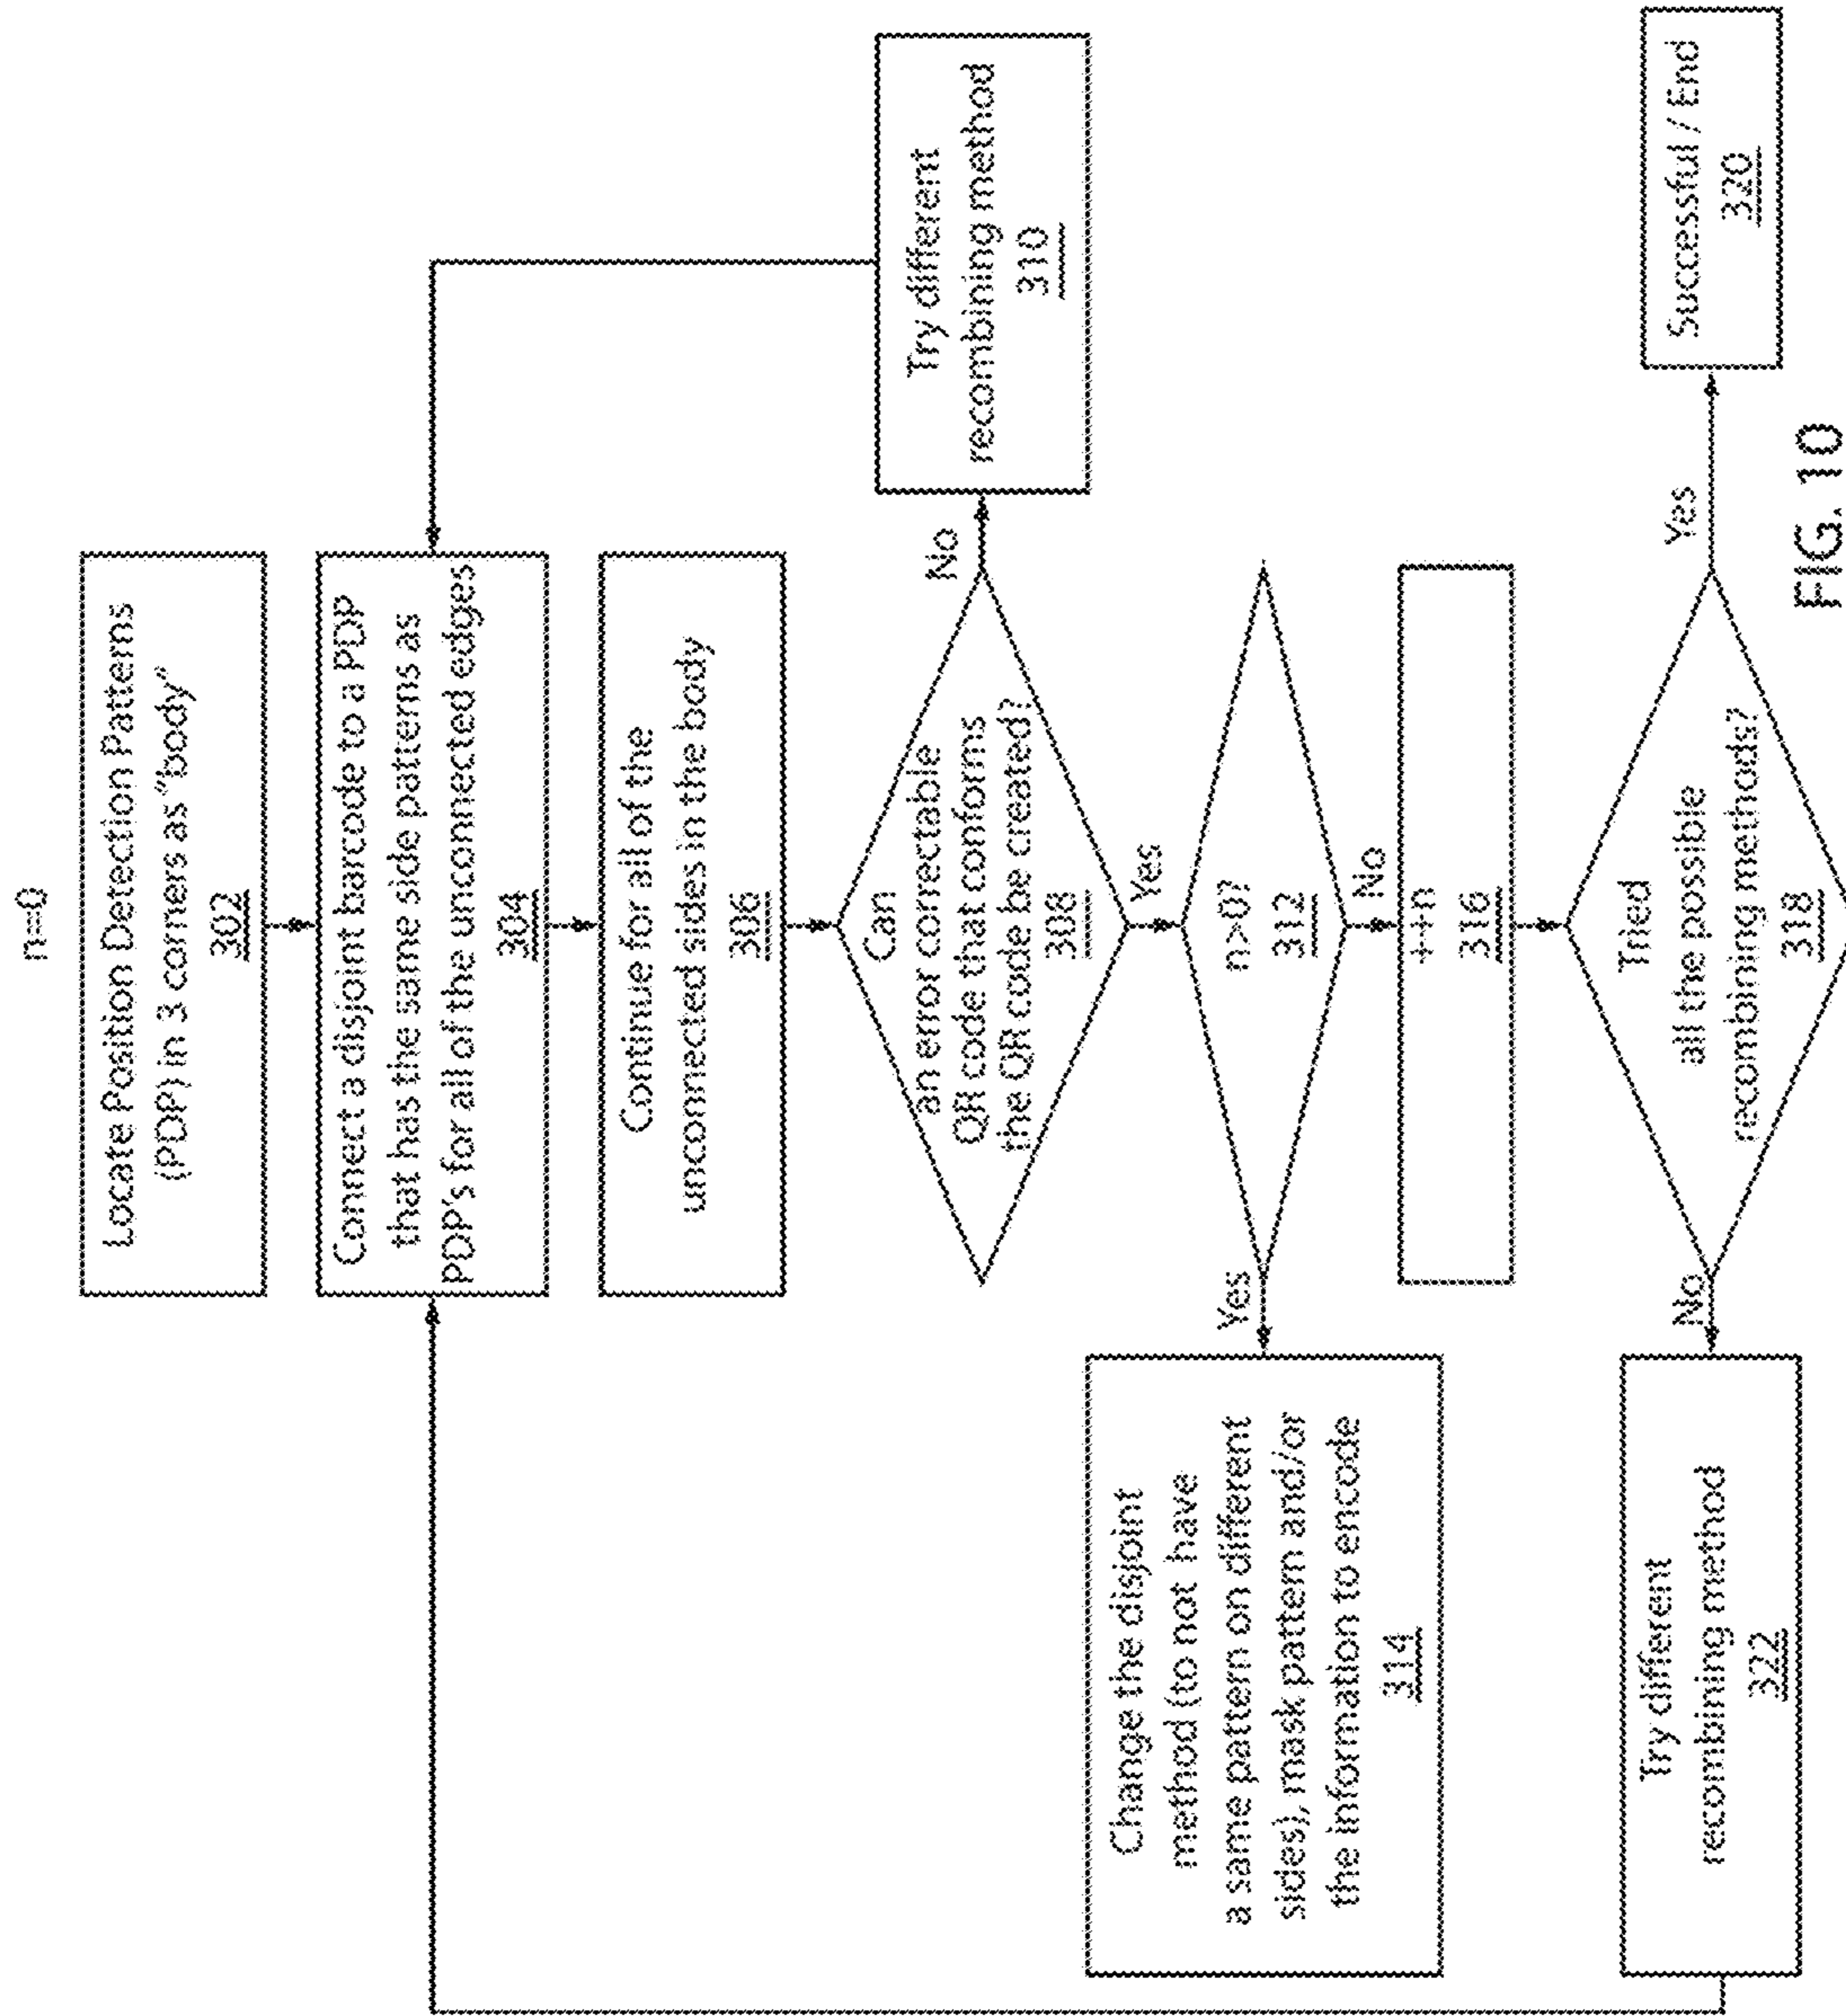 n=0
Locate Position Detection Patterns
(PDP) in 3 corners as "body"
302
Connect a disjoint barcode to a PDP
that has the same side patterns as
PDP's for all of the unconnected edges
304
Continue for all of the
unconnected sides in the body
306
Can
an error correctable
QR code that conforms
the QR code be created?
308
No
Try different
recombining method
310
Yes
n>0?
312
Yes
Change the disjoint
method (to not have
a same pattern on different
sides), mask pattern and/or
the information to encode
314
No
++n
316
Tried
all the possible
recombining methods?
318
Yes
Successful / End
320
No
Try different
recombining method
322
FIG. 10